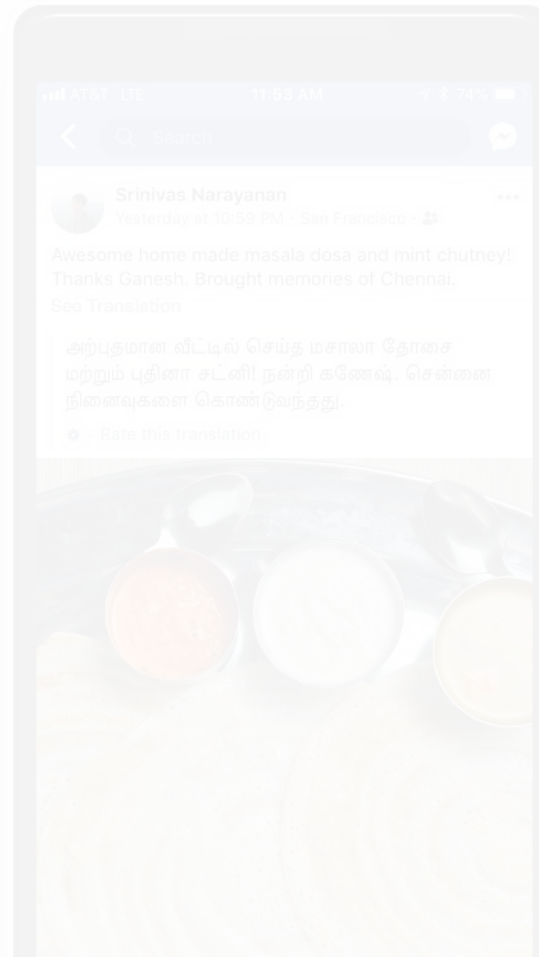 AT&T LTE 11:53 AM 74%
Search
Srinivas Narayanan
Yesterday at 10:59 PM · San Francisco ·
Awesome home made masala dosa and mint chutney!
Thanks Ganesh. Brought memories of Chennai.
See Translation
அற்புதமான வீட்டில் செய்த மசாலா தோசை
மற்றும் புதினா சட்னி! நன்றி கணேஷ். சென்னை
நினைவுகளை கொண்டுவந்தது.
Rate this translation